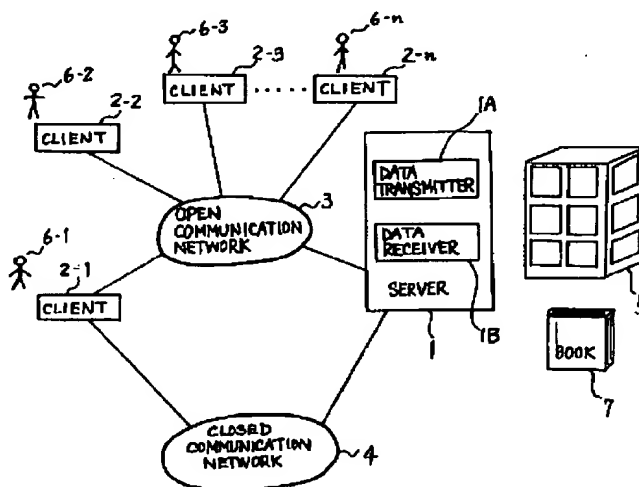 6-3
6-n
6-2
2-3
2-n
CLIENT ..... CLIENT
2-2
1A
CLIENT
DATA
TRANSMITTER
3
OPEN
COMMUNICATION
NETWORK
DATA
RECEIVER
6-1
2-1
SERVER
CLIENT
5
1
1B
BOOK
7
CLOSED
COMMUNICATION
NETWORK
4